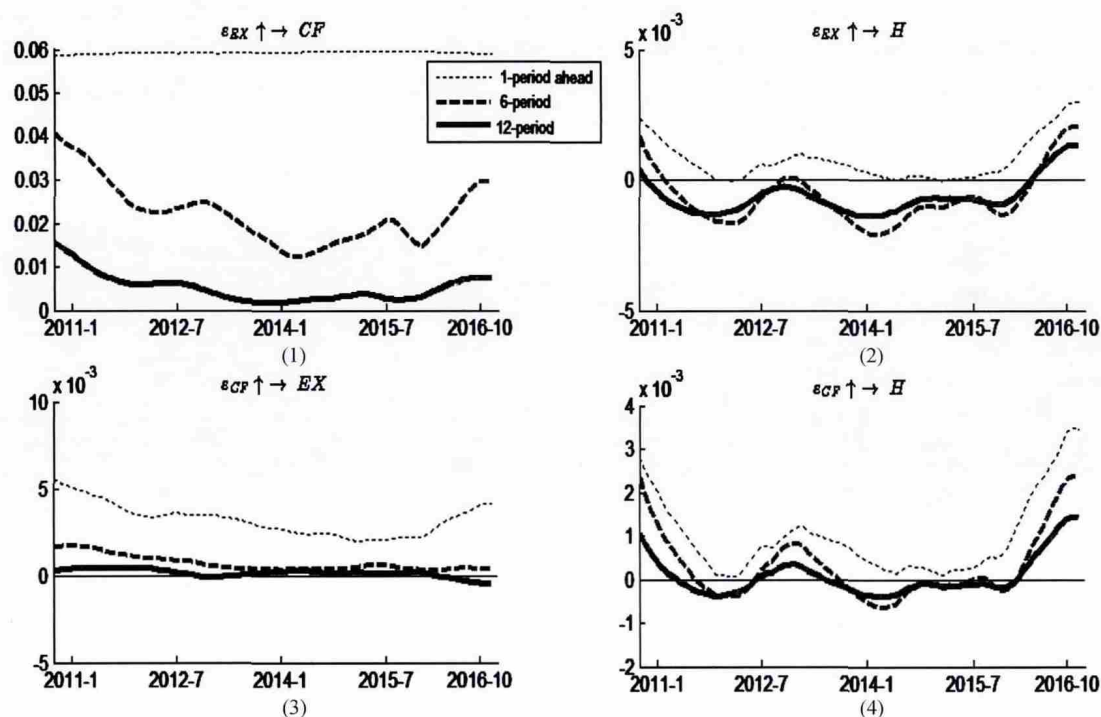 ε_EX ↑ → CF
0.06
0.05
0.04
0.03
0.02
0.01
0
1-period ahead
6-period
12-period
2011-1 2012-7 2014-1 2015-7 2016-10
(1)
x 10⁻³
ε_EX ↑ → H
5
0
-5
2011-1 2012-7 2014-1 2015-7 2016-10
(2)
x 10⁻³
ε_CF ↑ → EX
10
5
0
-5
2011-1 2012-7 2014-1 2015-7 2016-10
(3)
x 10⁻³
ε_CF ↑ → H
4
3
2
1
0
-1
-2
2011-1 2012-7 2014-1 2015-7 2016-10
(4)